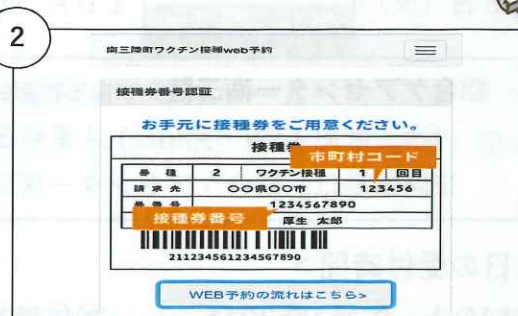 2
南三陸町ワクチン接種web予約
接種券番号認証
お手元に接種券をご用意ください。
接種券
市町村コード
券 種 2 ワクチン接種 1 回目
請 求 先 〇〇県〇〇市 123456
券 番 号 1234567890
接種券番号 厚生 太郎
211234561234567890
WEB予約の流れはこちら>